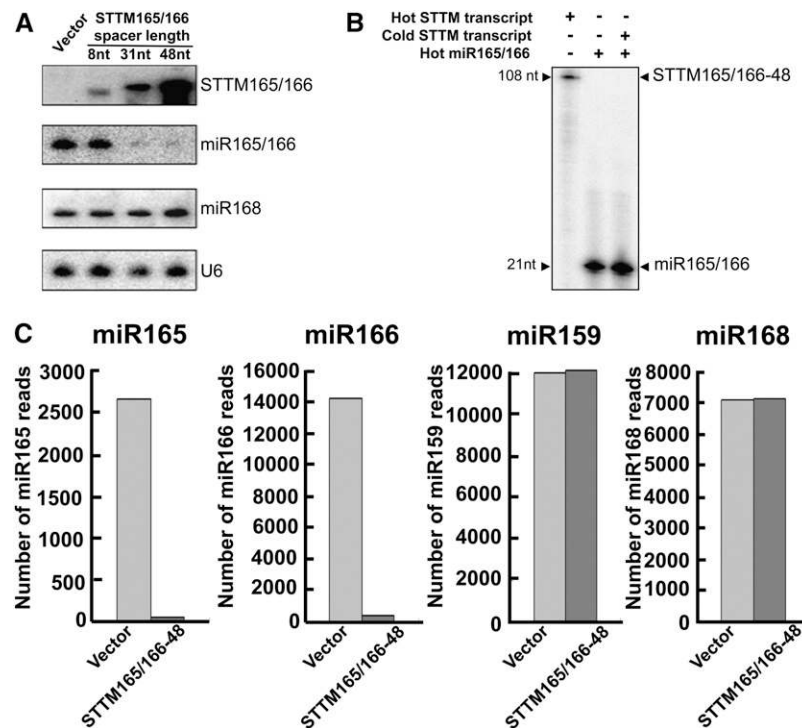 A
Vector
STTM165/166
spacer length
8nt 31nt 48nt
STTM165/166
miR165/166
miR168
U6
B
Hot STTM transcript + - -
Cold STTM transcript - - +
Hot miR165/166 - + +
108 nt
STTM165/166-48
21nt
miR165/166
C
miR165
Number of miR165 reads
3000
2500
2000
1500
1000
500
0
Vector
STTM165/166-48
miR166
Number of miR166 reads
16000
14000
12000
10000
8000
6000
4000
2000
0
Vector
STTM165/166-48
miR159
Number of miR159 reads
12000
10000
8000
6000
4000
2000
0
Vector
STTM165/166-48
miR168
Number of miR168 reads
8000
7000
6000
5000
4000
3000
2000
1000
0
Vector
STTM165/166-48